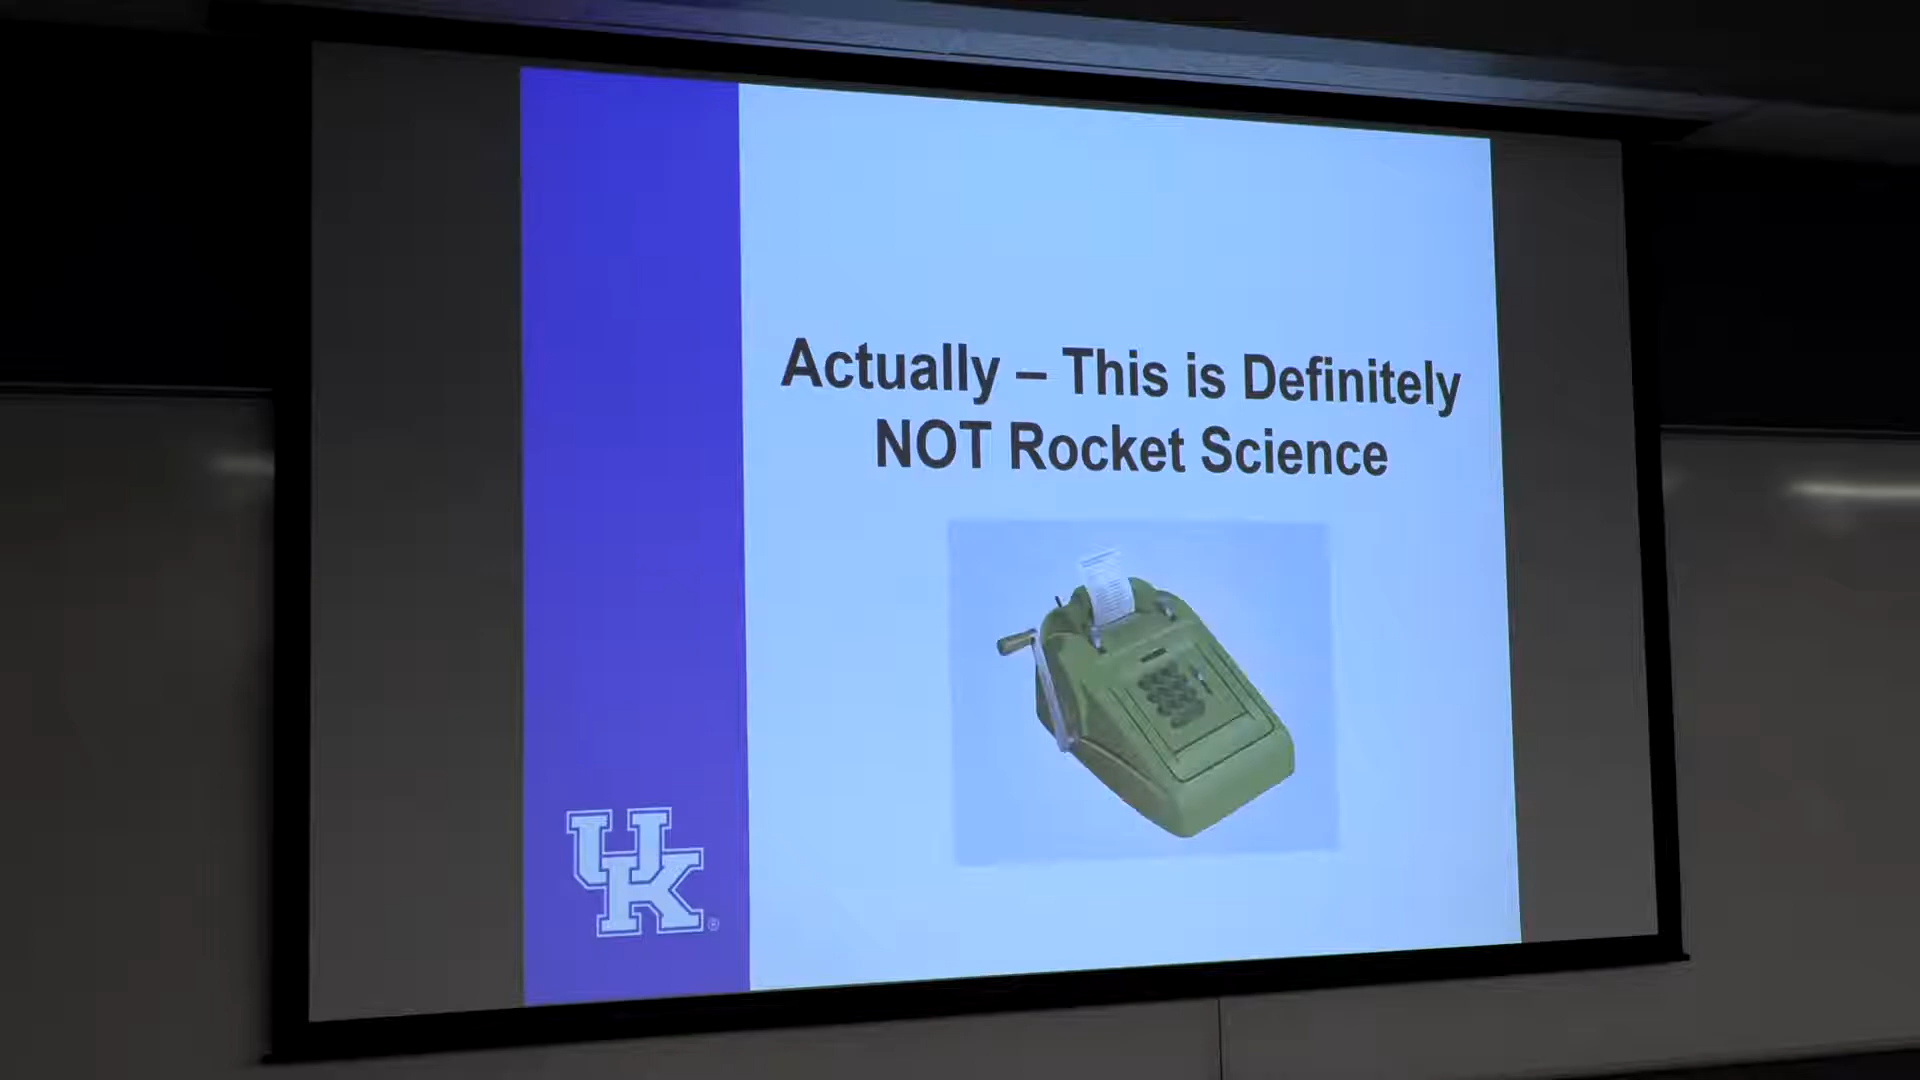 Actually – This is Definitely
NOT Rocket Science
UK
®